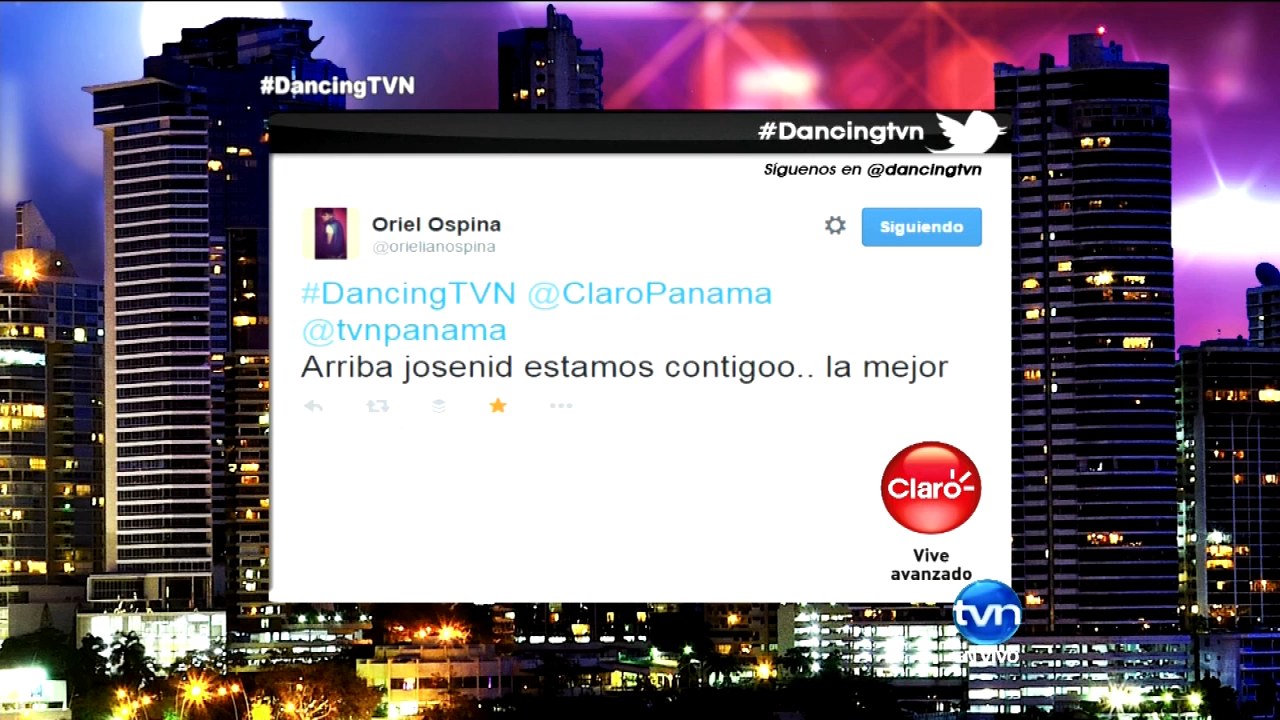 #DancingTVN
#Dancingtvn
Síguenos en @dancingtvn
Oriel Ospina
@orielianospina
Siguiendo
#DancingTVN @ClaroPanama
@tvnpanama
Arriba josenid estamos contigoo.. la mejor
Claro
Vive
avanzado
tvn
EN VIVO